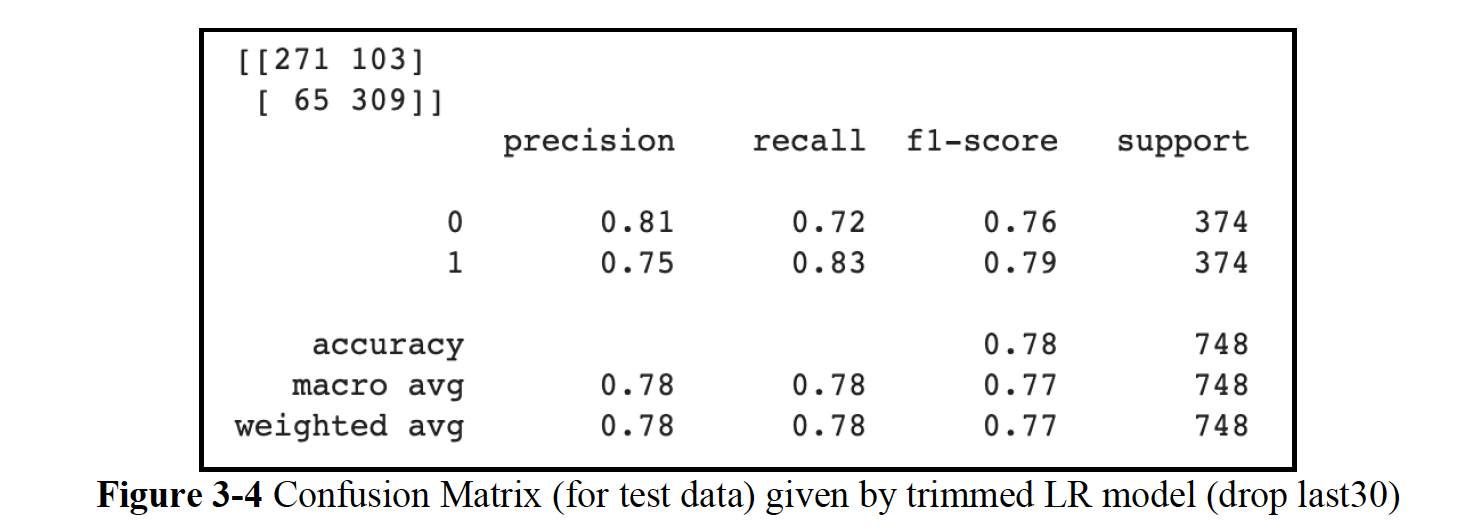 [[271 103]
[ 65 309]]
precision recall f1-score support
0 0.81 0.72 0.76 374
1 0.75 0.83 0.79 374
accuracy 0.78 748
macro avg 0.78 0.78 0.77 748
weighted avg 0.78 0.78 0.77 748
Figure 3-4 Confusion Matrix (for test data) given by trimmed LR model (drop last30)